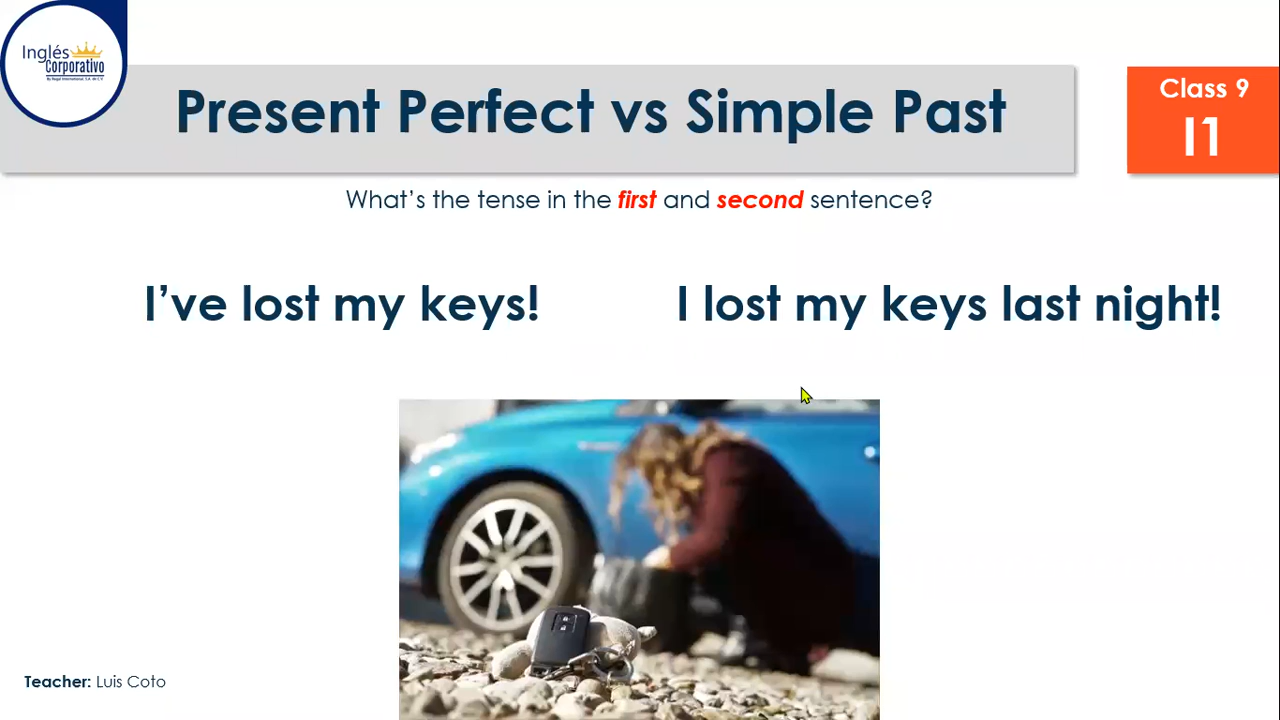 Inglés
Corporativo
Present Perfect vs Simple Past
Class 9
I1
What's the tense in the first and second sentence?
I've lost my keys!
I lost my keys last night!
Teacher: Luis Coto